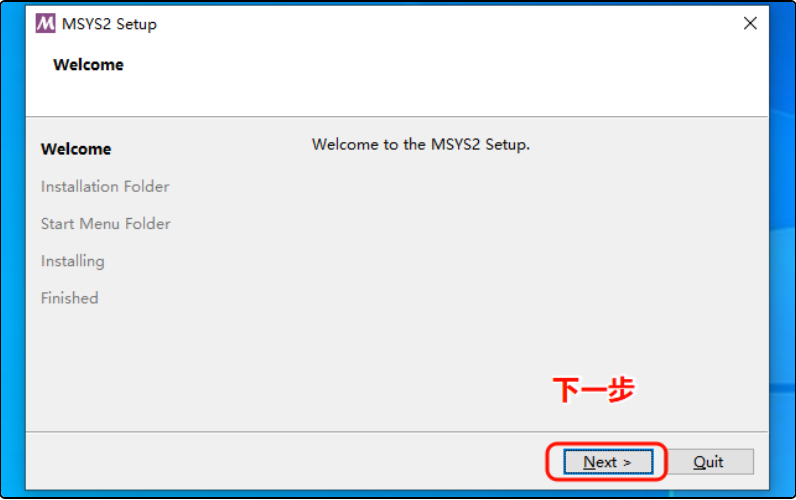 MSYS2 Setup
Welcome
Welcome
Welcome to the MSYS2 Setup.
Installation Folder
Start Menu Folder
Installing
Finished
下一步
Next >
Quit